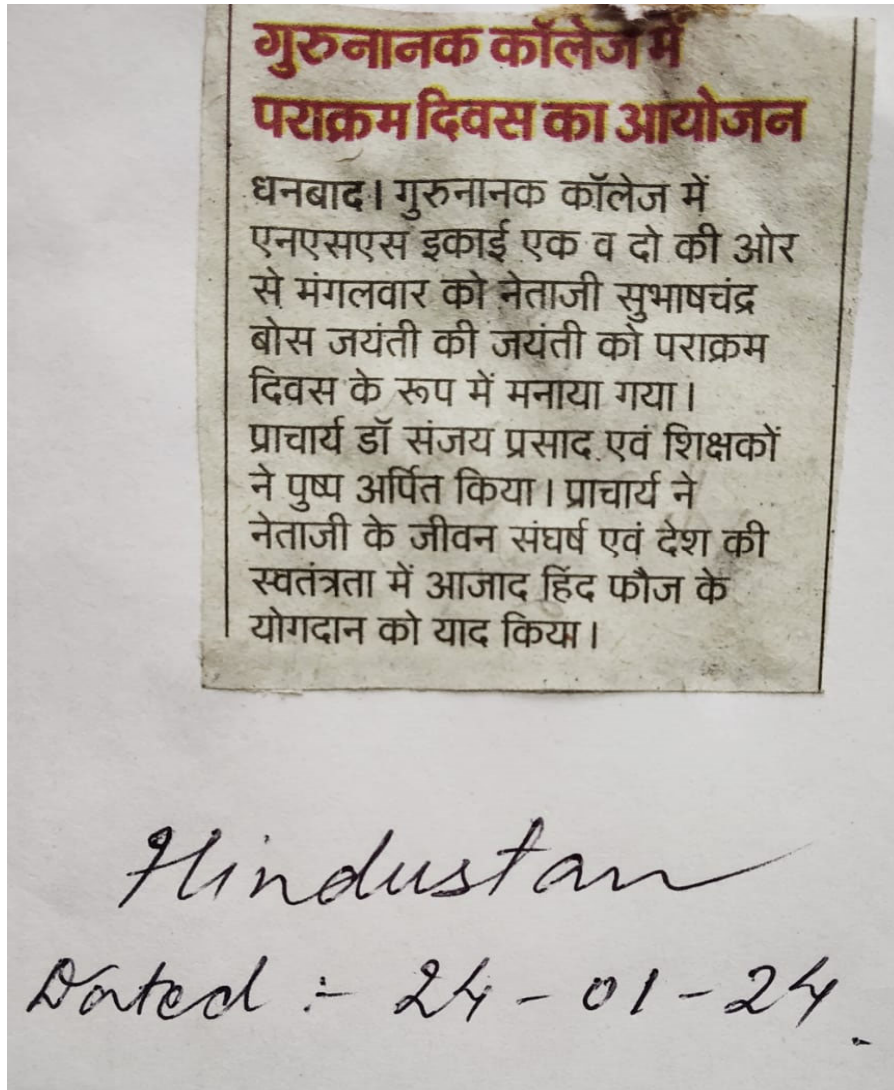 गुरुनानक कॉलेज में
पराक्रम दिवस का आयोजन
धनबाद। गुरुनानक कॉलेज में
एनएसएस इकाई एक व दो की ओर
से मंगलवार को नेताजी सुभाषचंद्र
बोस जयंती की जयंती को पराक्रम
दिवस के रूप में मनाया गया।
प्राचार्य डॉ संजय प्रसाद एवं शिक्षकों
ने पुष्प अर्पित किया। प्राचार्य ने
नेताजी के जीवन संघर्ष एवं देश की
स्वतंत्रता में आजाद हिंद फौज के
योगदान को याद किया।
Hindustan
Dated :- 24-01-24.